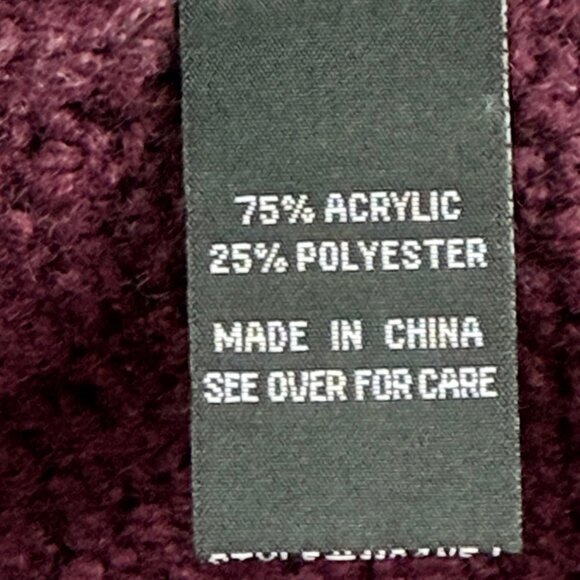 75% ACRYLIC
25% POLYESTER
MADE IN CHINA
SEE OVER FOR CARE